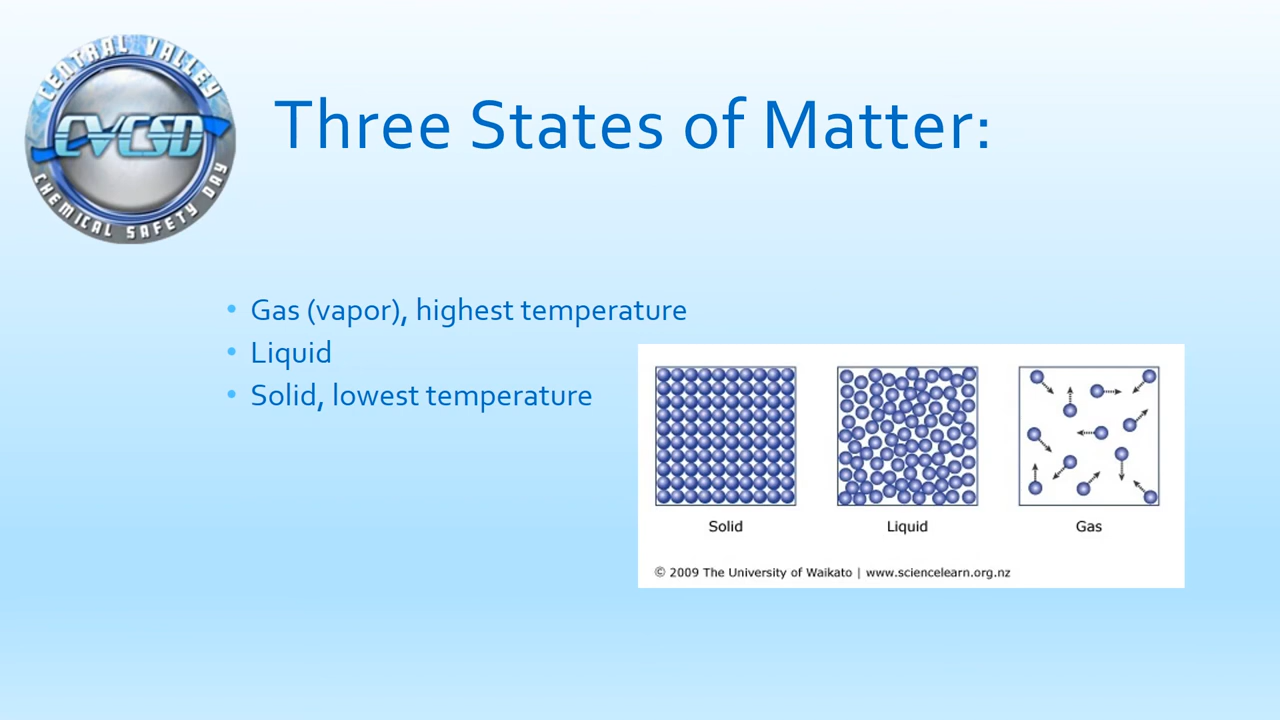 CENTRAL VALLEY
CVCSD
CHEMICAL SAFETY DAY
Three States of Matter:
• Gas (vapor), highest temperature
• Liquid
• Solid, lowest temperature
Solid
Liquid
Gas
© 2009 The University of Waikato | www.sciencelearn.org.nz